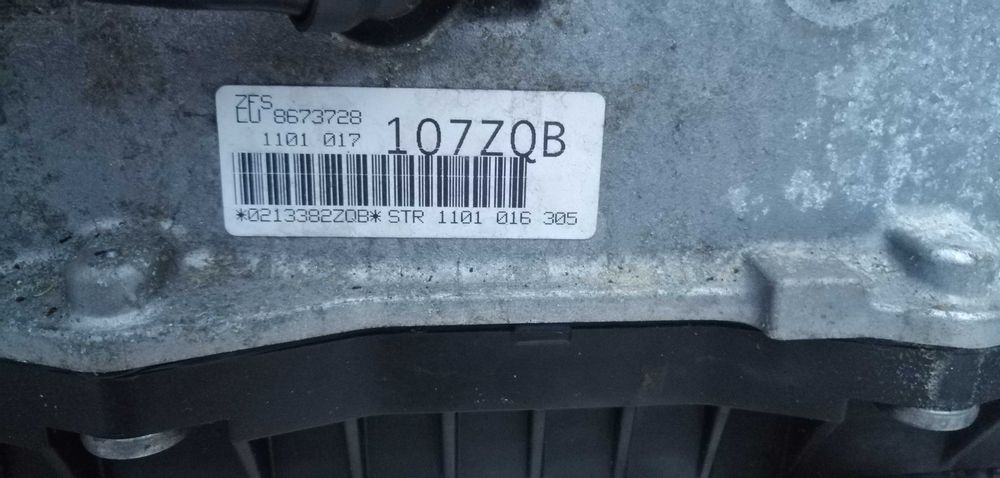 ZFS
LU 8673728
1101 017 107ZQB
*0213382ZQB* STR 1101 016 305